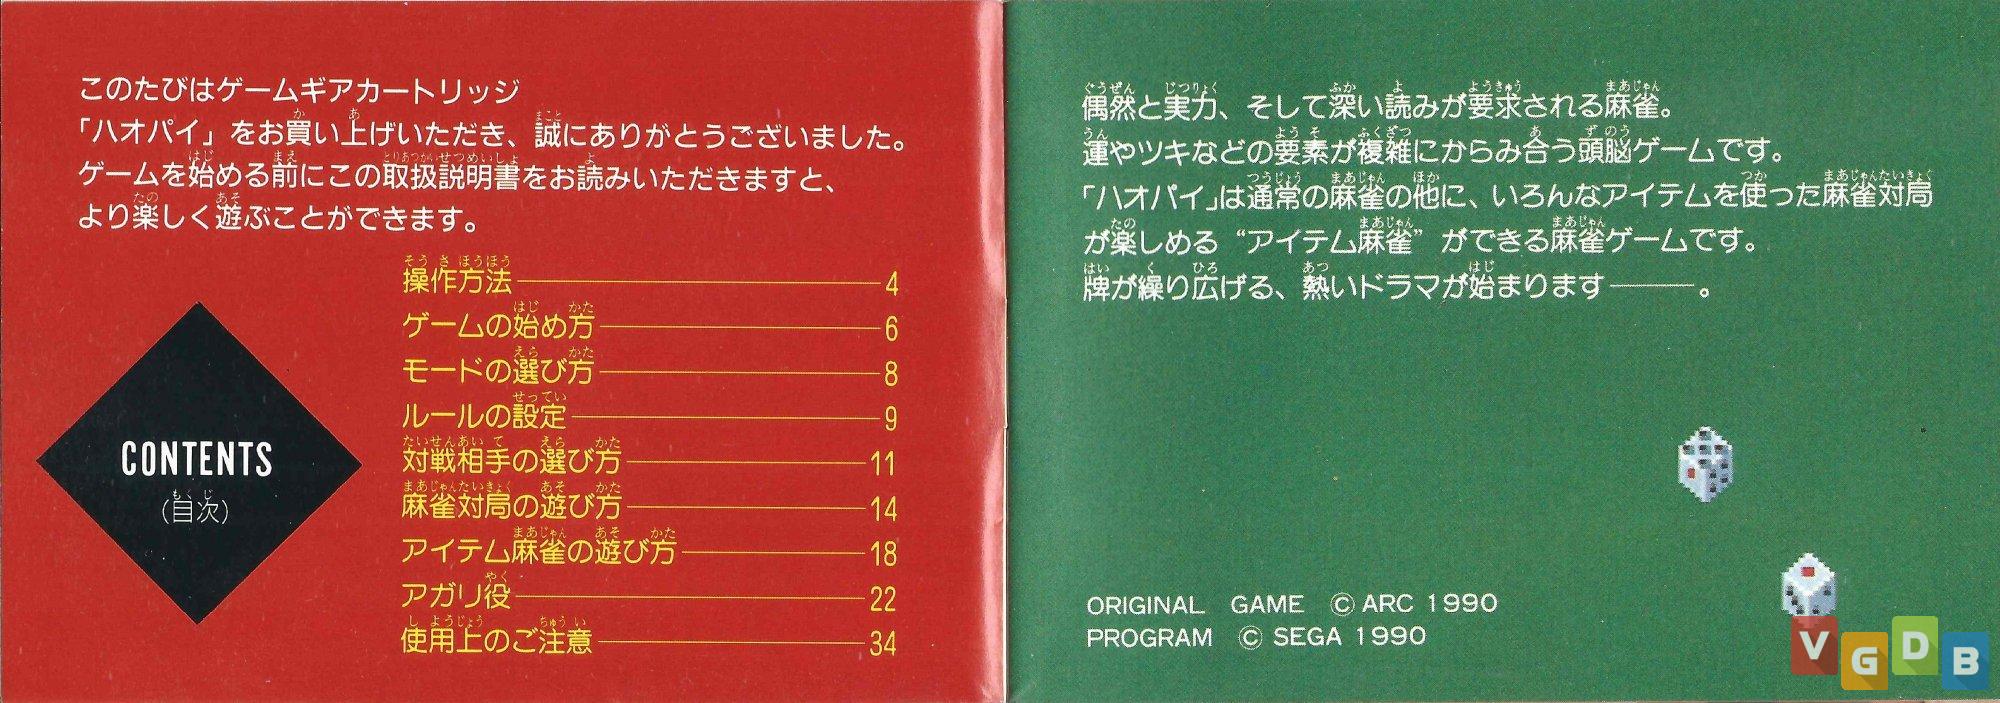 このたびはゲームギアカートリッジ
「ハオパイ」をお買い上げいただき、誠にありがとうございました。
ゲームを始める前にこの取扱説明書をお読みいただきますと、
より楽しく遊ぶことができます。
CONTENTS
（目次）
操作方法 4
ゲームの始め方 6
モードの選び方 8
ルールの設定 9
対戦相手の選び方 11
麻雀対局の遊び方 14
アイテム麻雀の遊び方 18
アガリ役 22
使用上のご注意 34
偶然と実力、そして深い読みが要求される麻雀。
運やツキなどの要素が複雑にからみ合う頭脳ゲームです。
「ハオパイ」は通常の麻雀の他に、いろんなアイテムを使った麻雀対局
が楽しめる“アイテム麻雀”ができる麻雀ゲームです。
牌が繰り広げる、熱いドラマが始まります———。
ORIGINAL GAME © ARC 1990
PROGRAM © SEGA 1990
VGDB